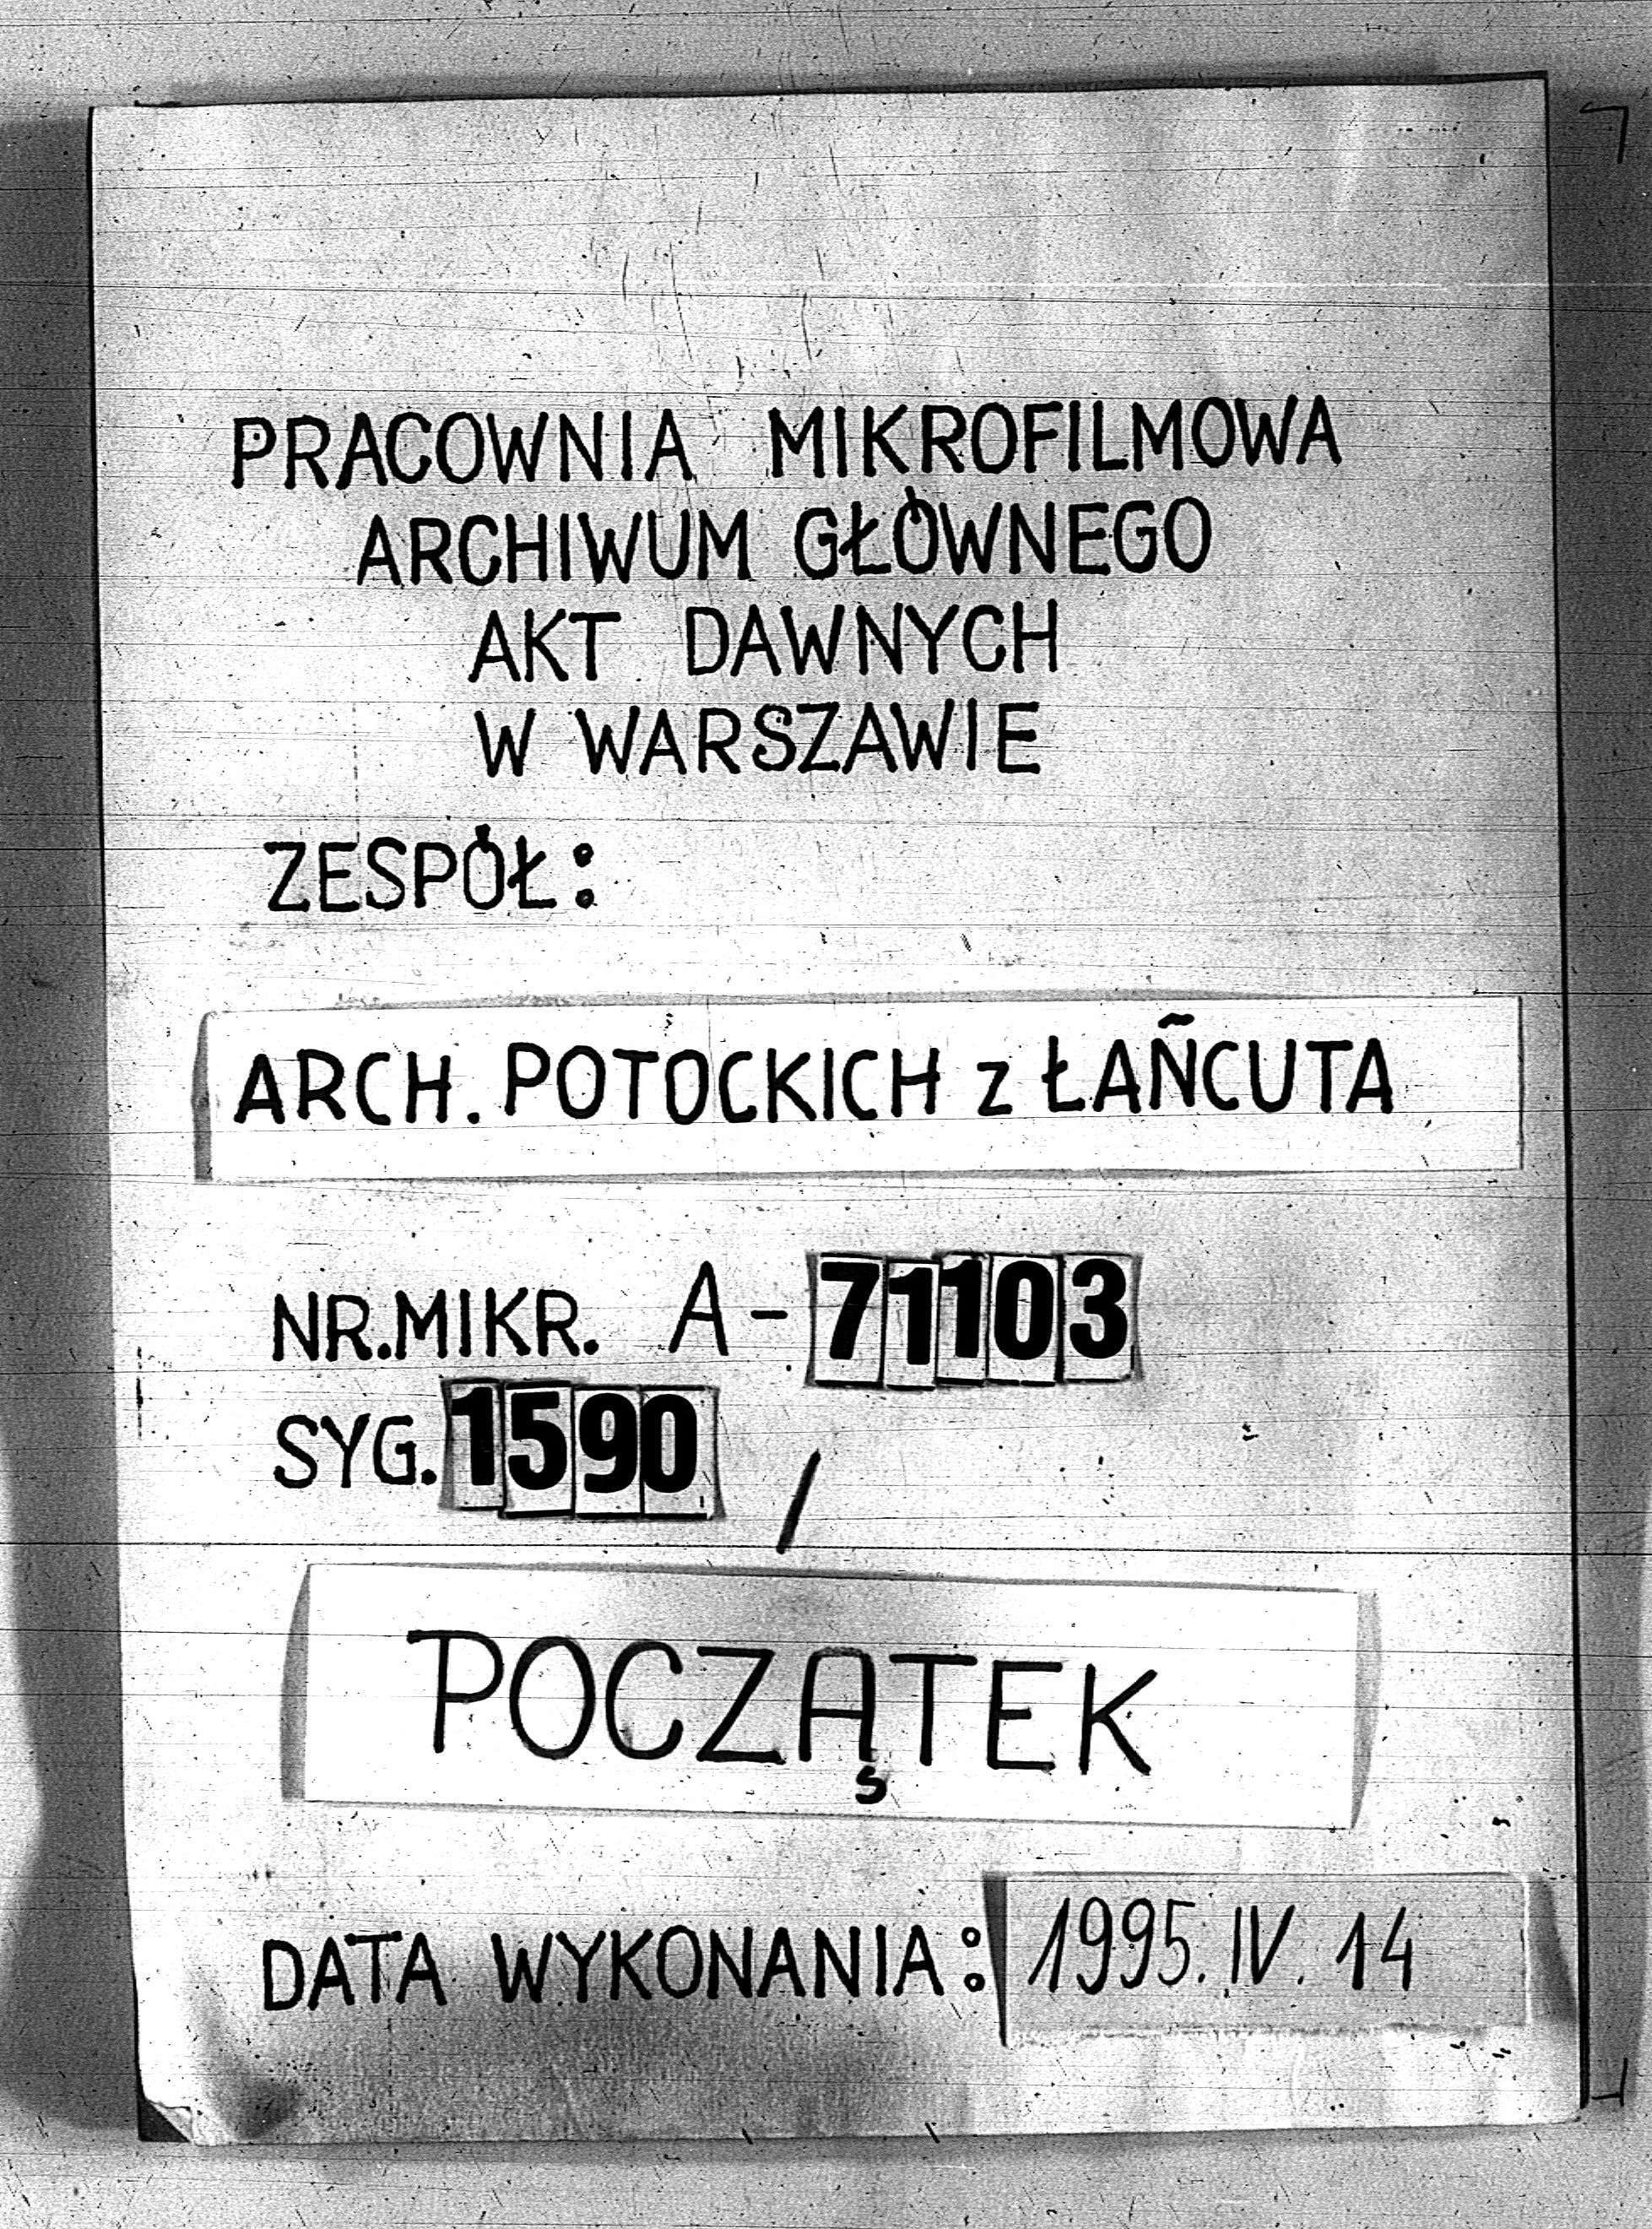 PRACOWNIA MIKROFILMOWA
ARCHIWUM GŁÓWNEGO
AKT DAWNYCH
W WARSZAWIE
ZESPÓŁ:
ARCH. POTOCKICH z ŁAŃCUTA
NR.MIKR. A-71103
SYG. 1590 /
POCZĄTEK
DATA WYKONANIA: 1995. IV. 14